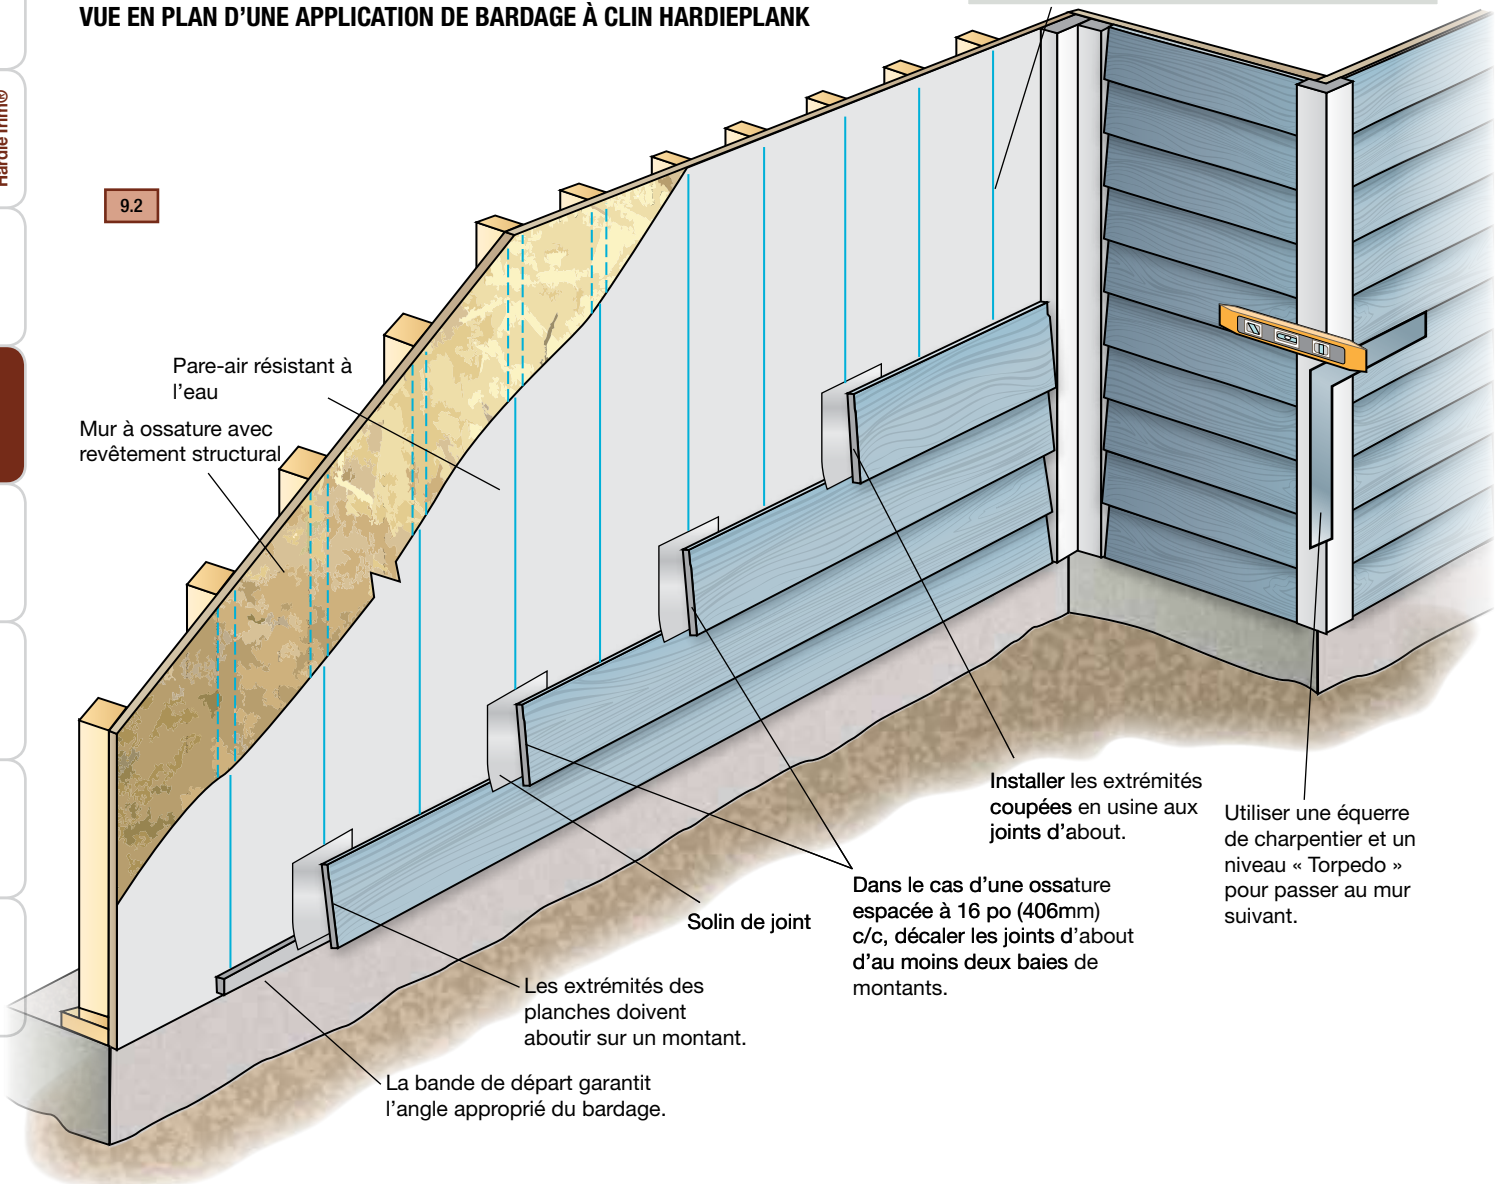 VUE EN PLAN D’UNE APPLICATION DE BARDAGE À CLIN HARDIEPLANK
HardieTrim®
9.2
Pare-air résistant à
l’eau
Mur à ossature avec
revêtement structural
Installer les extrémités
coupées en usine aux
joints d’about.
Utiliser une équerre
de charpentier et un
niveau « Torpedo »
pour passer au mur
suivant.
Dans le cas d’une ossature
espacée à 16 po (406mm)
c/c, décaler les joints d’about
d’au moins deux baies de
montants.
Solin de joint
Les extrémités des
planches doivent
aboutir sur un montant.
La bande de départ garantit
l’angle approprié du bardage.